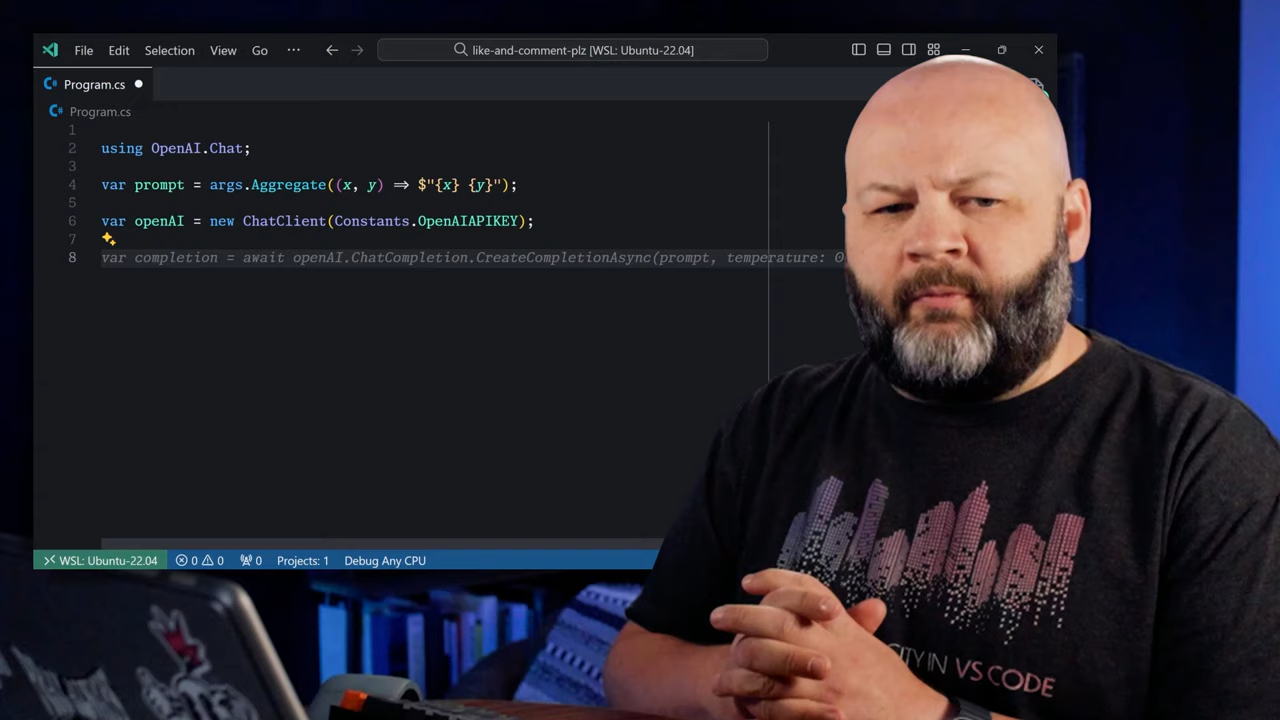 File Edit Selection View Go ··· like-and-comment-plz [WSL: Ubuntu-22.04]
Program.cs
Program.cs
1
2 using OpenAI.Chat;
3
4 var prompt = args.Aggregate((x, y) => $"{x} {y}");
5
6 var openAI = new ChatClient(Constants.OpenAIAPIKEY);
7
8 var completion = await openAI.ChatCompletion.CreateCompletionAsync(prompt, temperature: 0
WSL: Ubuntu-22.04 0 0 0 Projects: 1 Debug Any CPU
CITY IN VS CODE